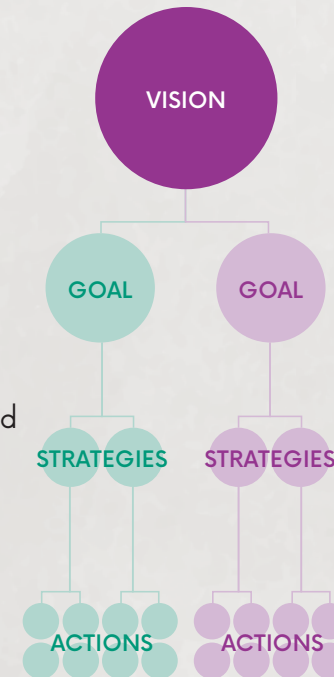 VISION
GOAL GOAL
d
STRATEGIES STRATEGIES
ACTIONS ACTIONS